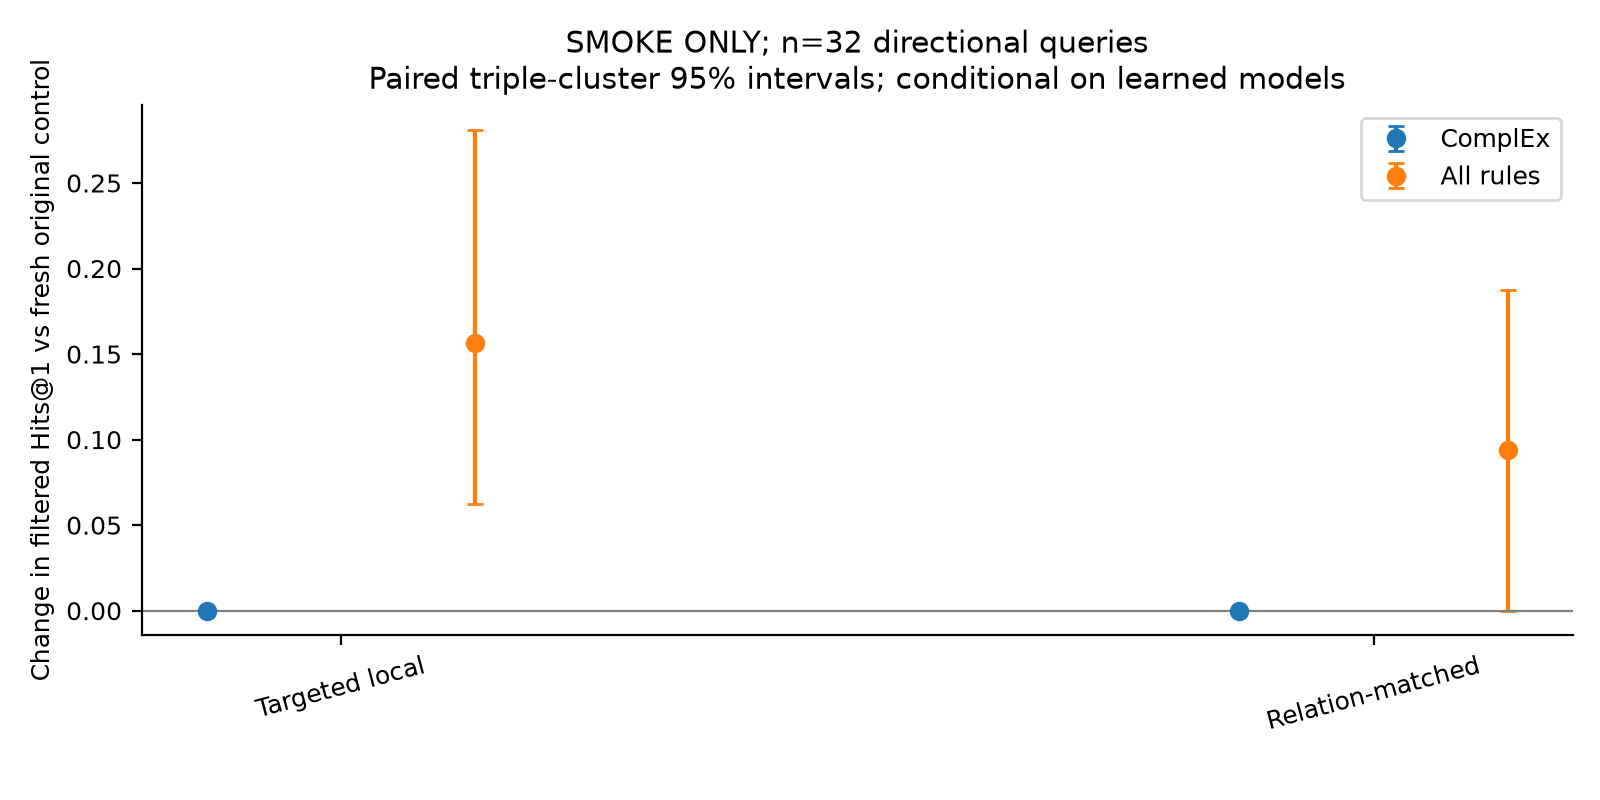 SMOKE ONLY; n=32 directional queries
Paired triple-cluster 95% intervals; conditional on learned models
Change in filtered Hits@1 vs fresh original control
0.25
0.20
0.15
0.10
0.05
0.00
ComplEx
All rules
Targeted local
Relation-matched